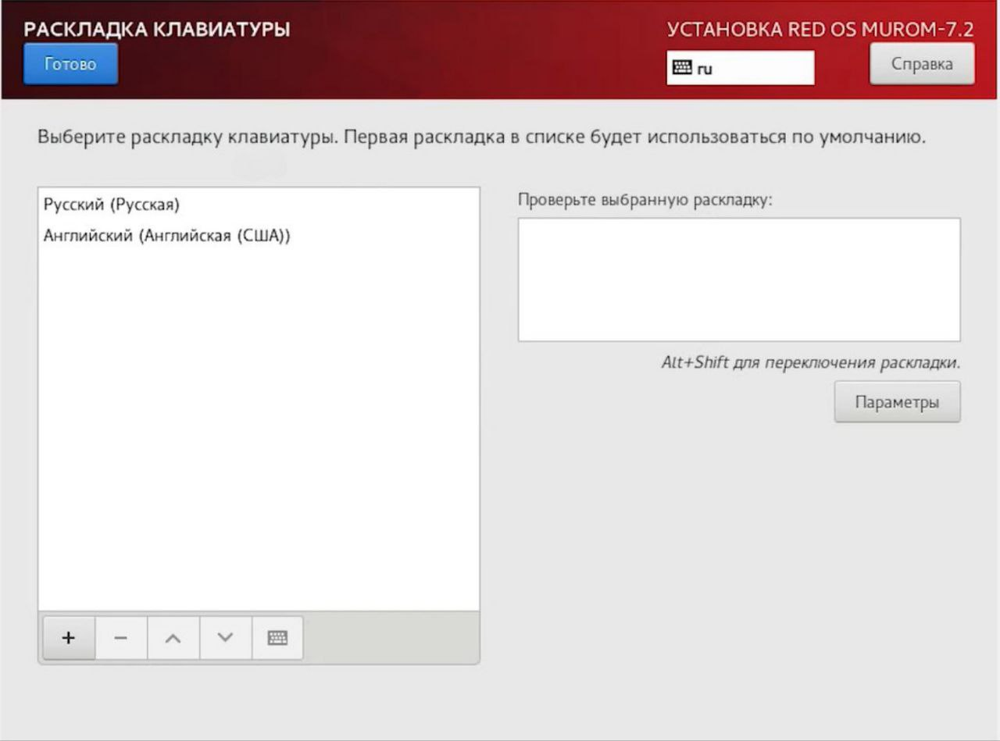 РАСКЛАДКА КЛАВИАТУРЫ
УСТАНОВКА RED OS MUROM-7.2
Готово
ru
Справка
Выберите раскладку клавиатуры. Первая раскладка в списке будет использоваться по умолчанию.
Русский (Русская)
Английский (Английская (США))
Проверьте выбранную раскладку:
Alt+Shift для переключения раскладки.
Параметры